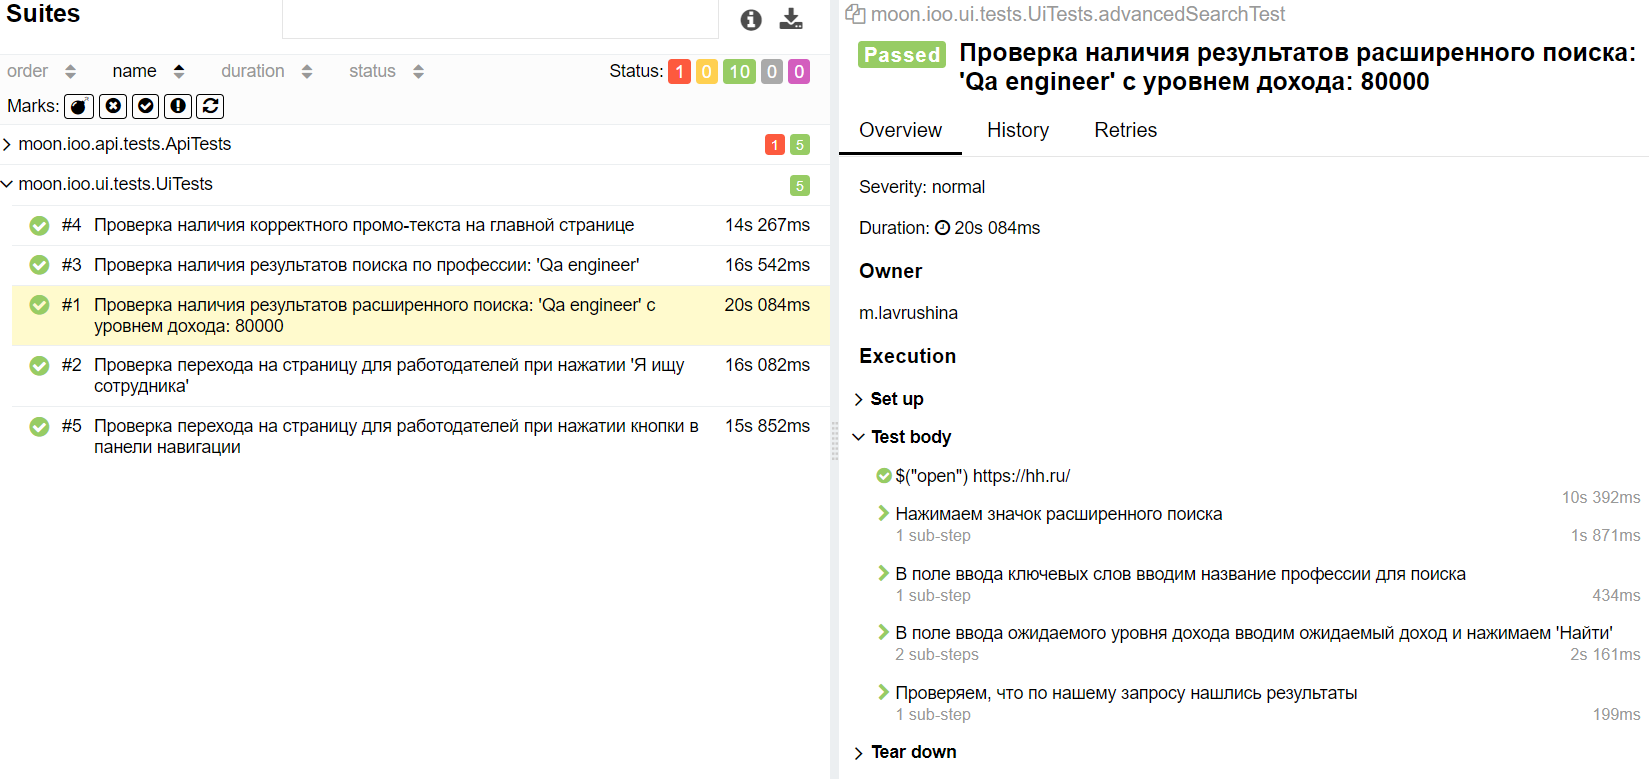 Suites
order name duration status Status: 1 0 10 0 0
Marks:
moon.ioo.api.tests.ApiTests 1 5
moon.ioo.ui.tests.UiTests 5
#4 Проверка наличия корректного промо-текста на главной странице 14s 267ms
#3 Проверка наличия результатов поиска по профессии: 'Qa engineer' 16s 542ms
#1 Проверка наличия результатов расширенного поиска: 'Qa engineer' с 20s 084ms
уровнем дохода: 80000
#2 Проверка перехода на страницу для работодателей при нажатии 'Я ищу 16s 082ms
сотрудника'
#5 Проверка перехода на страницу для работодателей при нажатии кнопки в 15s 852ms
панели навигации
moon.ioo.ui.tests.UiTests.advancedSearchTest
Passed Проверка наличия результатов расширенного поиска:
'Qa engineer' с уровнем дохода: 80000
Overview History Retries
Severity: normal
Duration: 20s 084ms
Owner
m.lavrushina
Execution
Set up
Test body
$("open") https://hh.ru/
10s 392ms
Нажимаем значок расширенного поиска
1 sub-step 1s 871ms
В поле ввода ключевых слов вводим название профессии для поиска
1 sub-step 434ms
В поле ввода ожидаемого уровня дохода вводим ожидаемый доход и нажимаем 'Найти'
2 sub-steps 2s 161ms
Проверяем, что по нашему запросу нашлись результаты
1 sub-step 199ms
Tear down